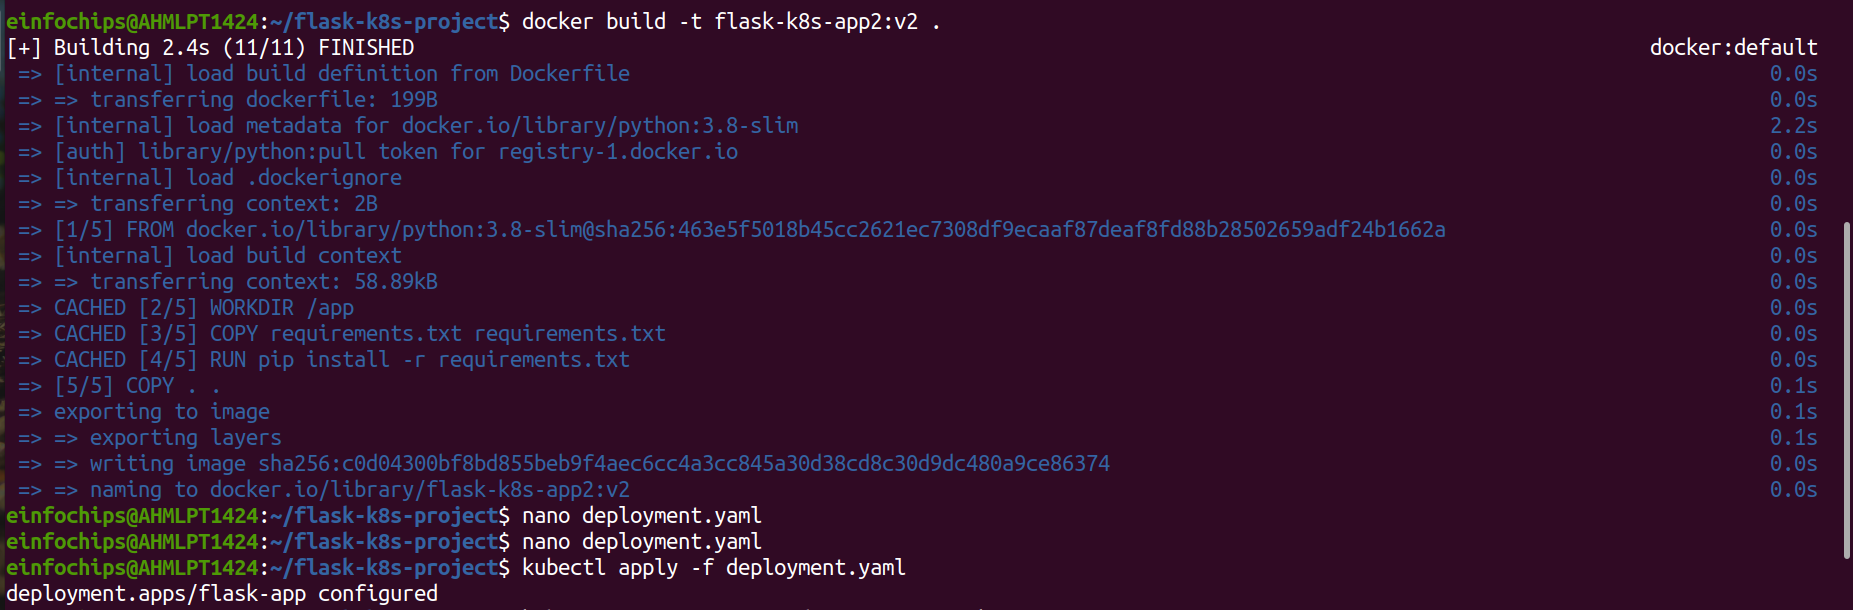 einfochips@AHMLPT1424:~/flask-k8s-project$ docker build -t flask-k8s-app2:v2 .
[+] Building 2.4s (11/11) FINISHED docker:default
=> [internal] load build definition from Dockerfile 0.0s
=> => transferring dockerfile: 199B 0.0s
=> [internal] load metadata for docker.io/library/python:3.8-slim 2.2s
=> [auth] library/python:pull token for registry-1.docker.io 0.0s
=> [internal] load .dockerignore 0.0s
=> => transferring context: 2B 0.0s
=> [1/5] FROM docker.io/library/python:3.8-slim@sha256:463e5f5018b45cc2621ec7308df9ecaaf87deaf8fd88b28502659adf24b1662a 0.0s
=> [internal] load build context 0.0s
=> => transferring context: 58.89kB 0.0s
=> CACHED [2/5] WORKDIR /app 0.0s
=> CACHED [3/5] COPY requirements.txt requirements.txt 0.0s
=> CACHED [4/5] RUN pip install -r requirements.txt 0.0s
=> [5/5] COPY . . 0.1s
=> exporting to image 0.1s
=> => exporting layers 0.1s
=> => writing image sha256:c0d04300bf8bd855beb9f4aec6cc4a3cc845a30d38cd8c30d9dc480a9ce86374 0.0s
=> => naming to docker.io/library/flask-k8s-app2:v2 0.0s
einfochips@AHMLPT1424:~/flask-k8s-project$ nano deployment.yaml
einfochips@AHMLPT1424:~/flask-k8s-project$ nano deployment.yaml
einfochips@AHMLPT1424:~/flask-k8s-project$ kubectl apply -f deployment.yaml
deployment.apps/flask-app configured